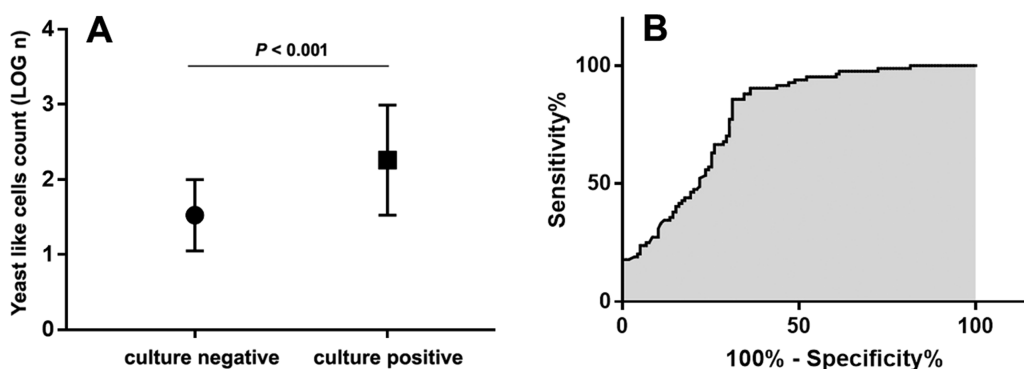 A
P < 0.001
Yeast like cells count (LOG n)
4
3
2
1
0
culture negative
culture positive
B
Sensitivity%
100
50
0
0
50
100
100% - Specificity%